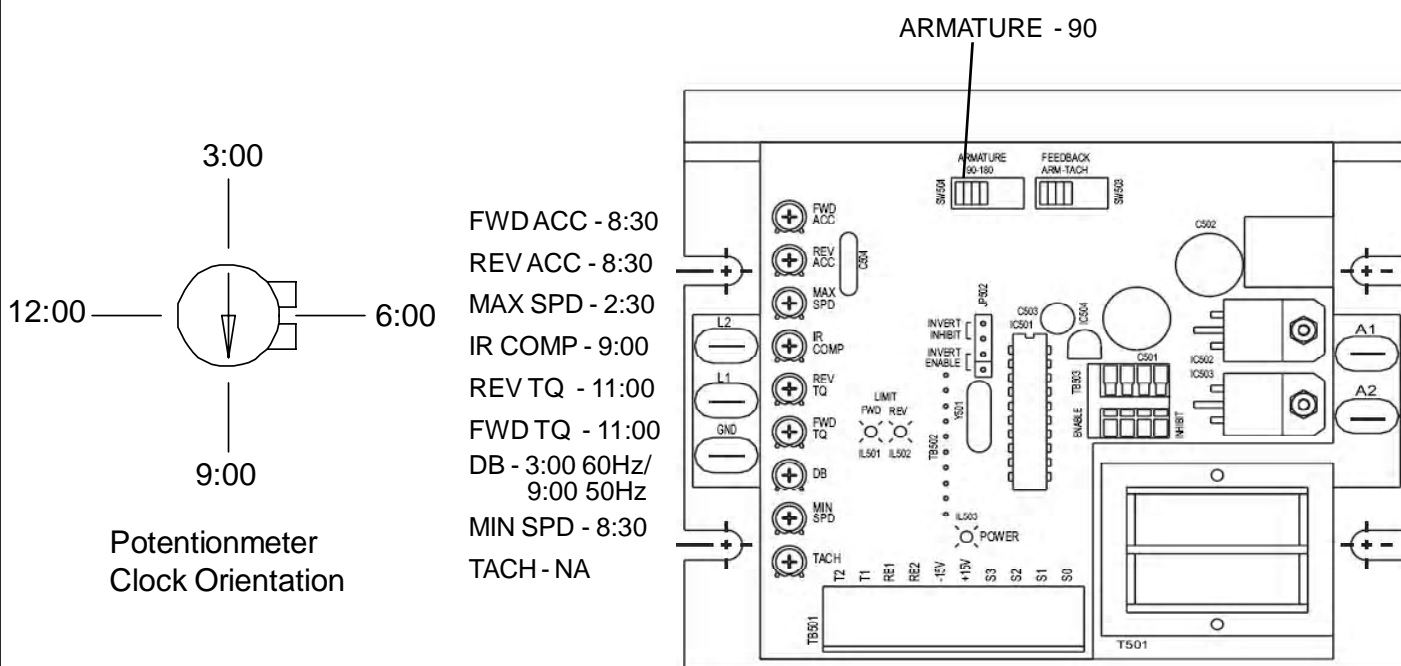 ARMATURE - 90
3:00
12:00
6:00
9:00
Potentionmeter
Clock Orientation
FWD ACC - 8:30
REV ACC - 8:30
MAX SPD - 2:30
IR COMP - 9:00
REV TQ - 11:00
FWD TQ - 11:00
DB - 3:00 60Hz/
9:00 50Hz
MIN SPD - 8:30
TACH - NA
L2
L1
GND
FWD
ACC
REV
ACC
MAX
SPD
IR
COMP
REV
TQ
FWD
TQ
DB
MIN
SPD
TACH
C504
ARMATURE
90-180
SW504
FEEDBACK
ARM-TACH
SW503
C502
JP502
INVERT
INHIBIT
INVERT
ENABLE
C503
IC501
IC504
C501
IC502
IC503
TB503
ENABLE
INHIBIT
A1
A2
LIMIT
FWD REV
IL501 IL502
TB502
Y501
IL503
POWER
T2
T1
RE1
RE2
-15V
+15V
S3
S2
S1
S0
TB501
T501